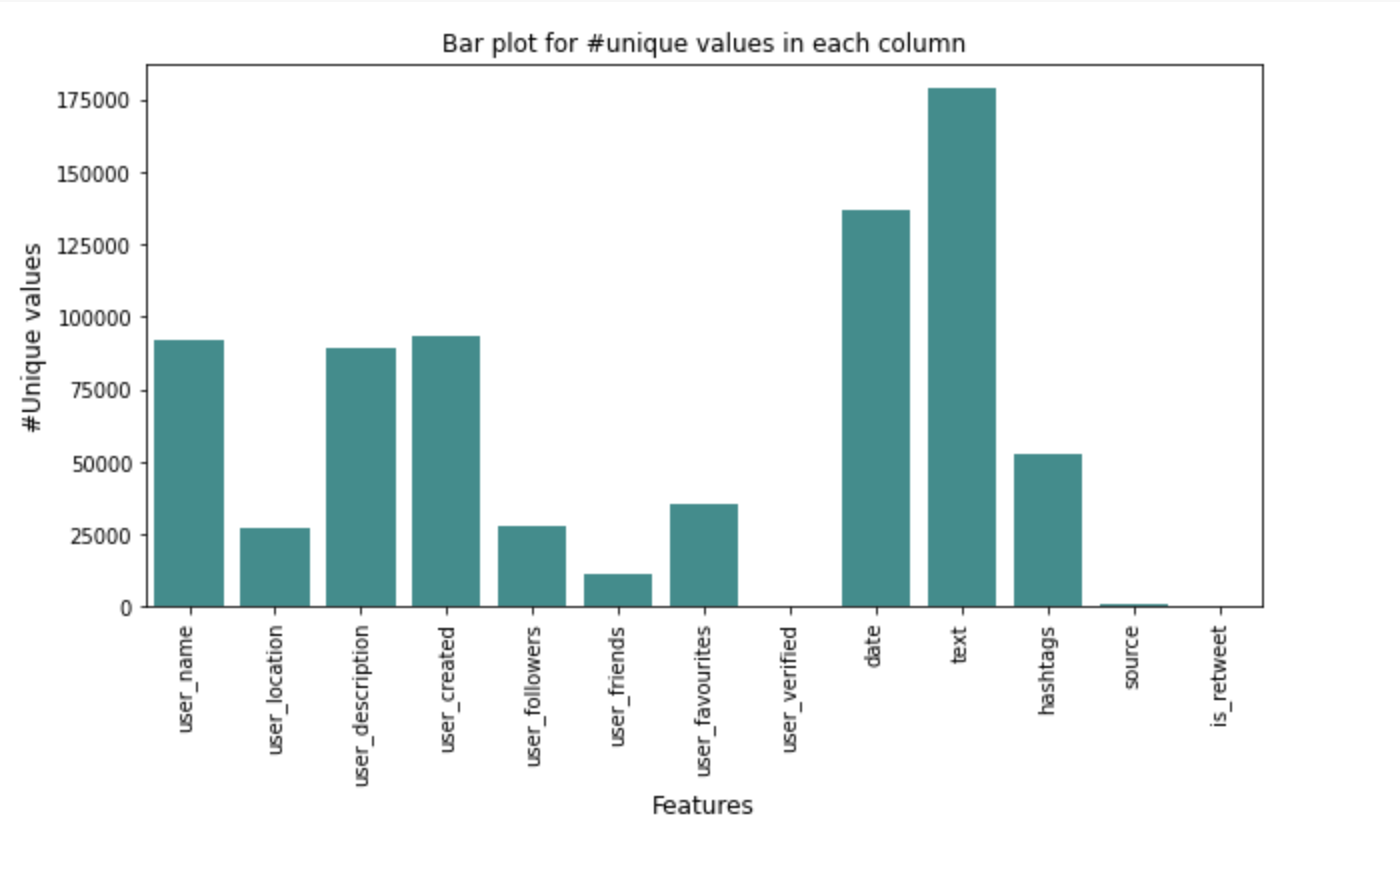 Bar plot for #unique values in each column
#Unique values
175000
150000
125000
100000
75000
50000
25000
0
user_name
user_location
user_description
user_created
user_followers
user_friends
user_favourites
user_verified
date
text
hashtags
source
is_retweet
Features